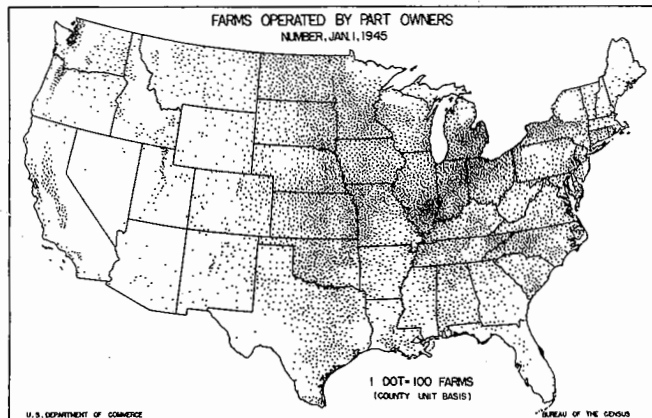 FARMS OPERATED BY PART OWNERS
NUMBER, JAN. 1, 1945
1 DOT=100 FARMS
(COUNTY UNIT BASIS)
U.S. DEPARTMENT OF COMMERCE
BUREAU OF THE CENSUS